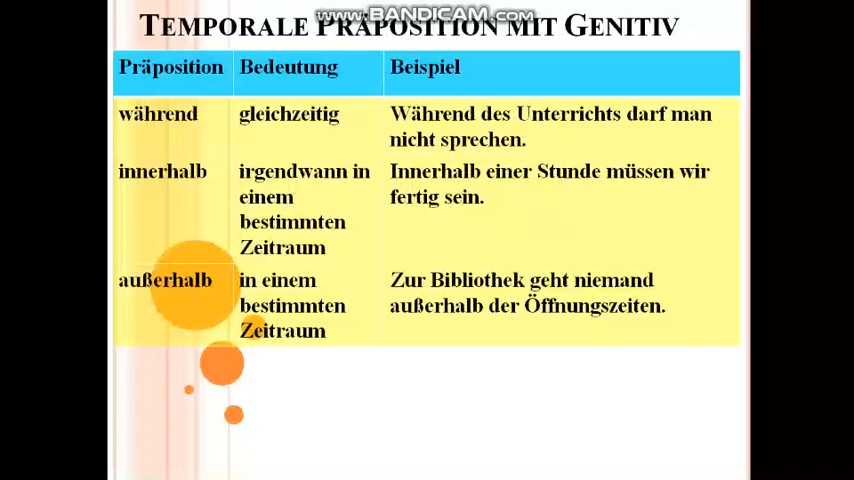 www.BANDICAM.com
TEMPORALE PRÄPOSITION MIT GENITIV
Präposition Bedeutung Beispiel
während gleichzeitig Während des Unterrichts darf man
nicht sprechen.
innerhalb irgendwann in Innerhalb einer Stunde müssen wir
einem fertig sein.
bestimmten
Zeitraum
außerhalb in einem Zur Bibliothek geht niemand
bestimmten außerhalb der Öffnungszeiten.
Zeitraum